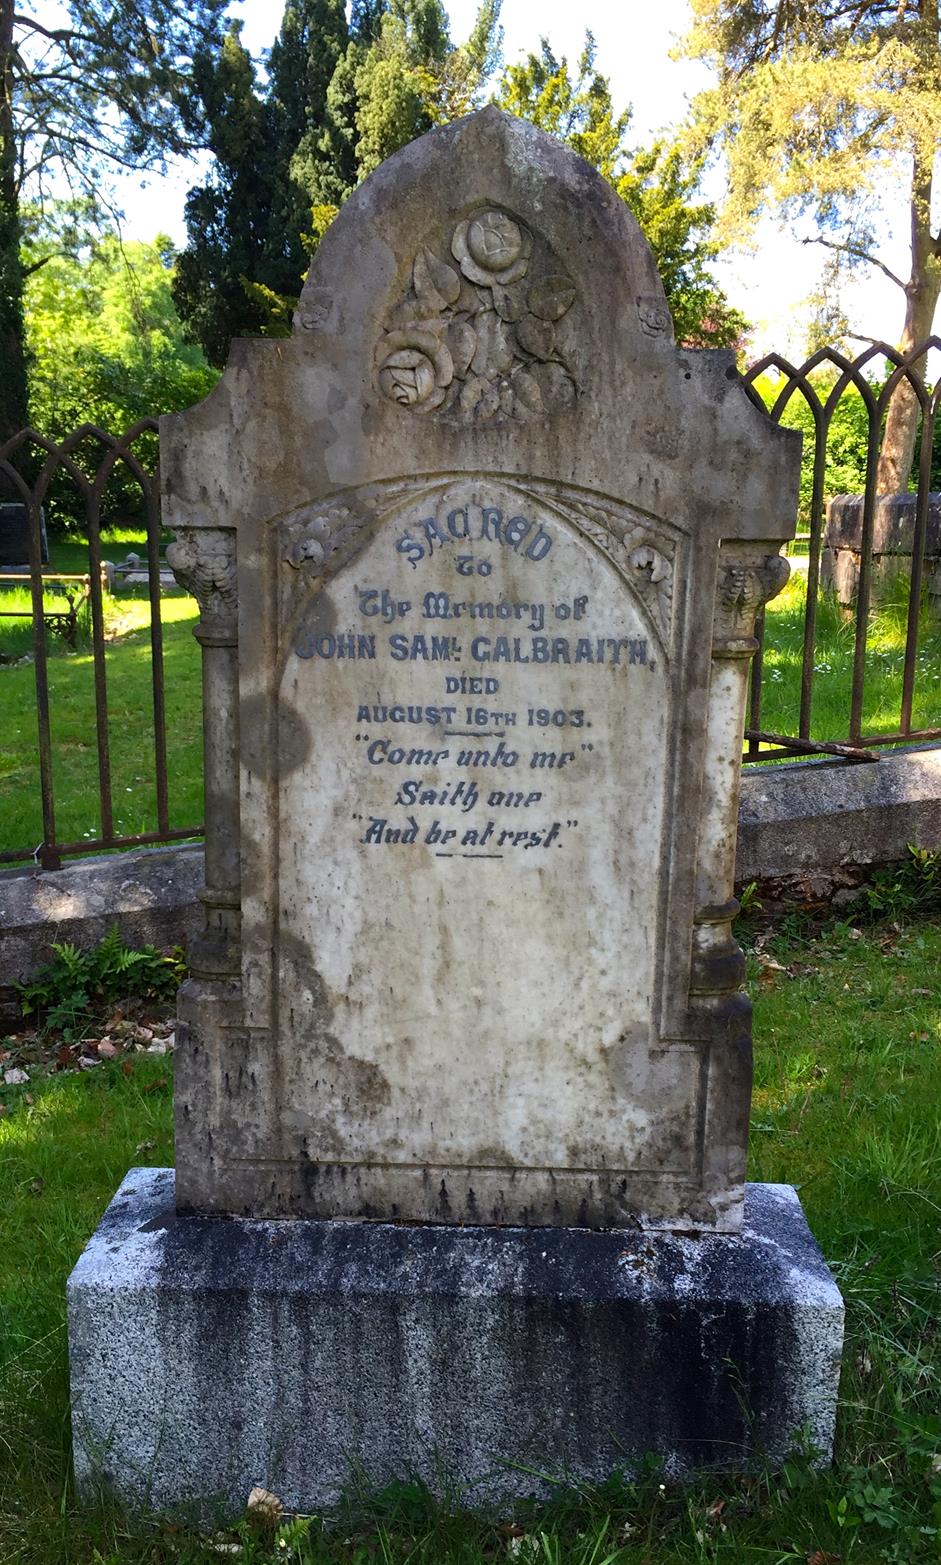 SACRED
TO
The Memory of
JOHN SAML. GALBRAITH,
DIED
AUGUST 16TH 1903.
"Come unto me"
Saith one
"And be at rest".